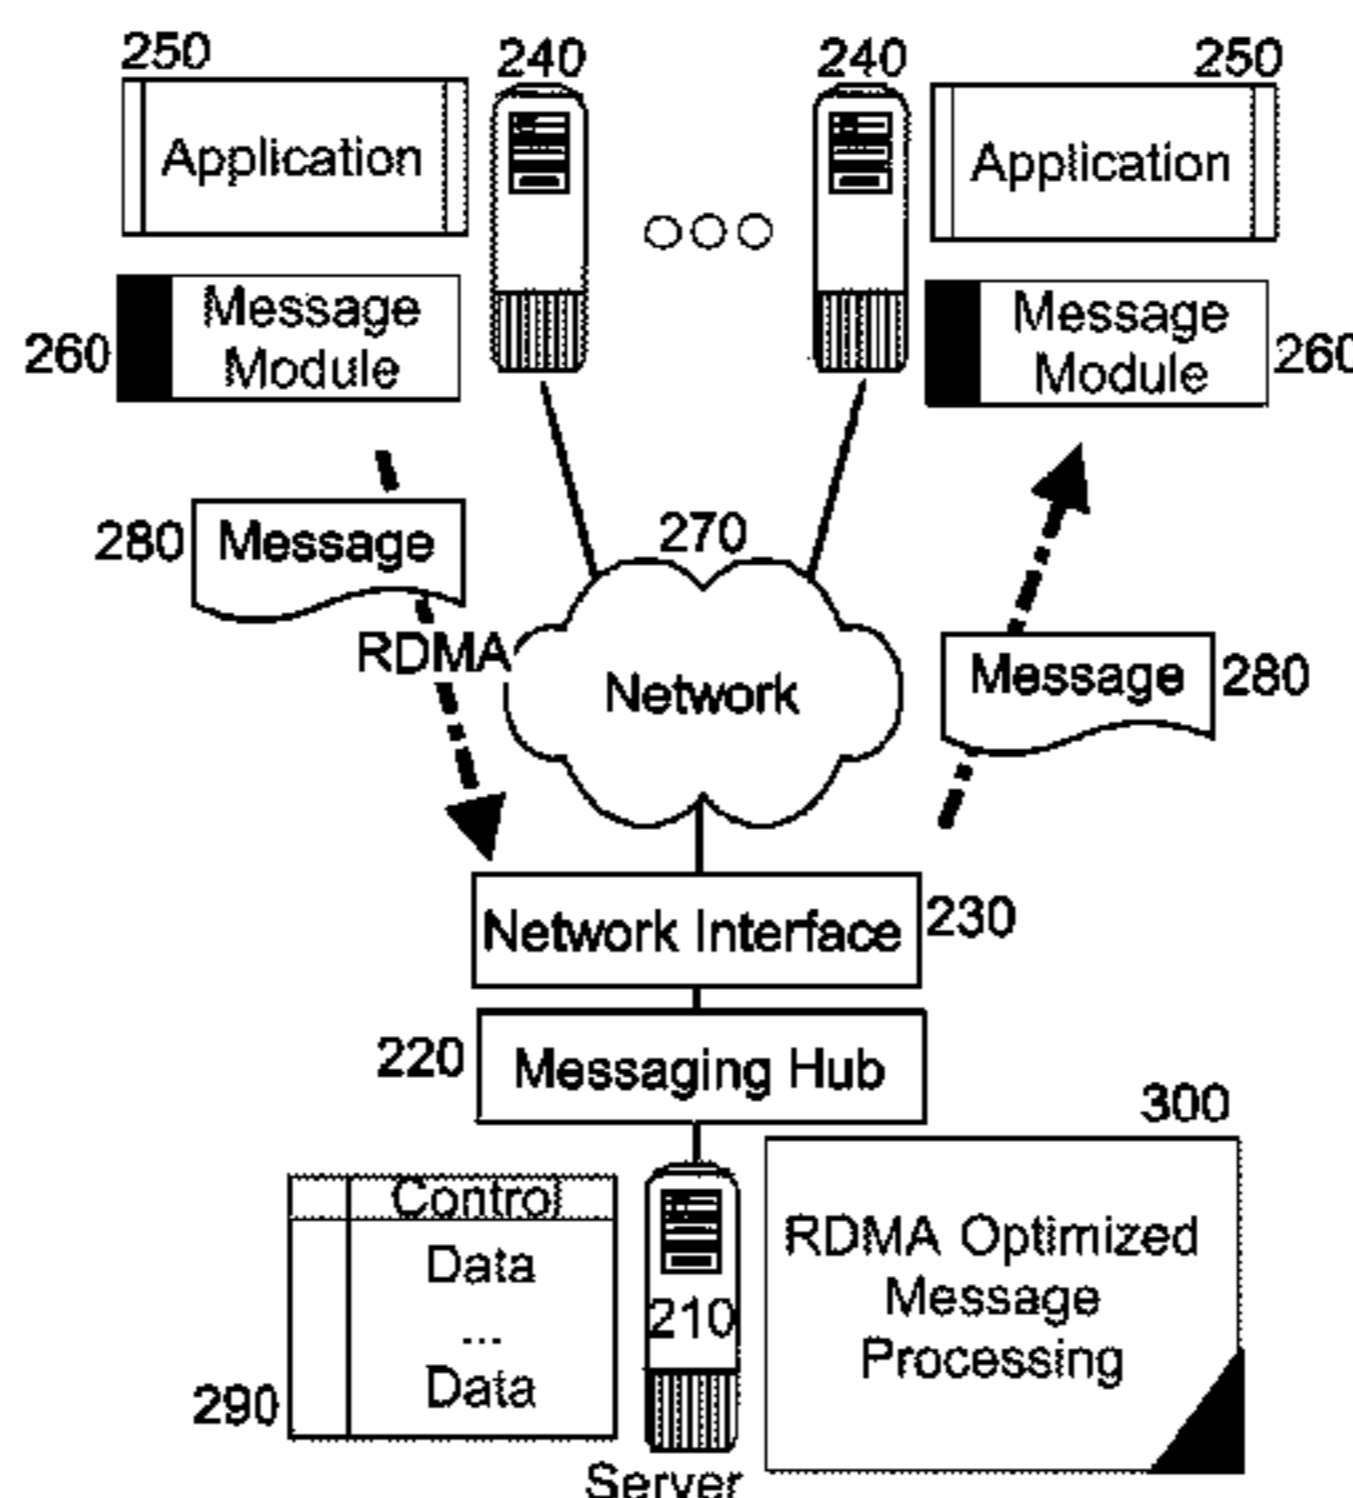 250 240 240 250
Application
Application
Message
Module
260
Message
Module
260
280 Message
270
RDMA
Network
Message 280
Network Interface 230
220 Messaging Hub
300
Control
Data
...
Data
290
210
Server
RDMA Optimized
Message
Processing